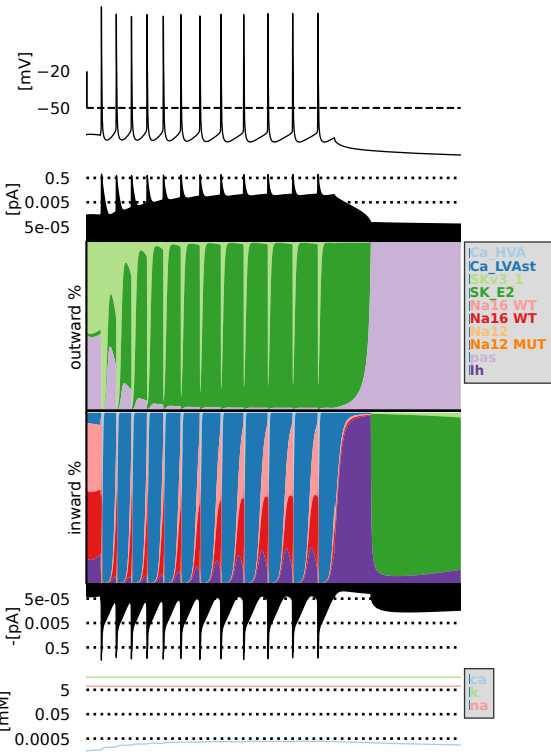 [mV]
−20
−50
[pA]
0.5
0.005
5e-05
outward %
Ca_HVA
Ca_LVAst
SKv3_1
SK_E2
Na16 WT
Na16 WT
Na12
Na12 MUT
pas
Ih
inward %
-[pA]
5e-05
0.005
0.5
[mM]
5
0.05
0.0005
ca
k
na